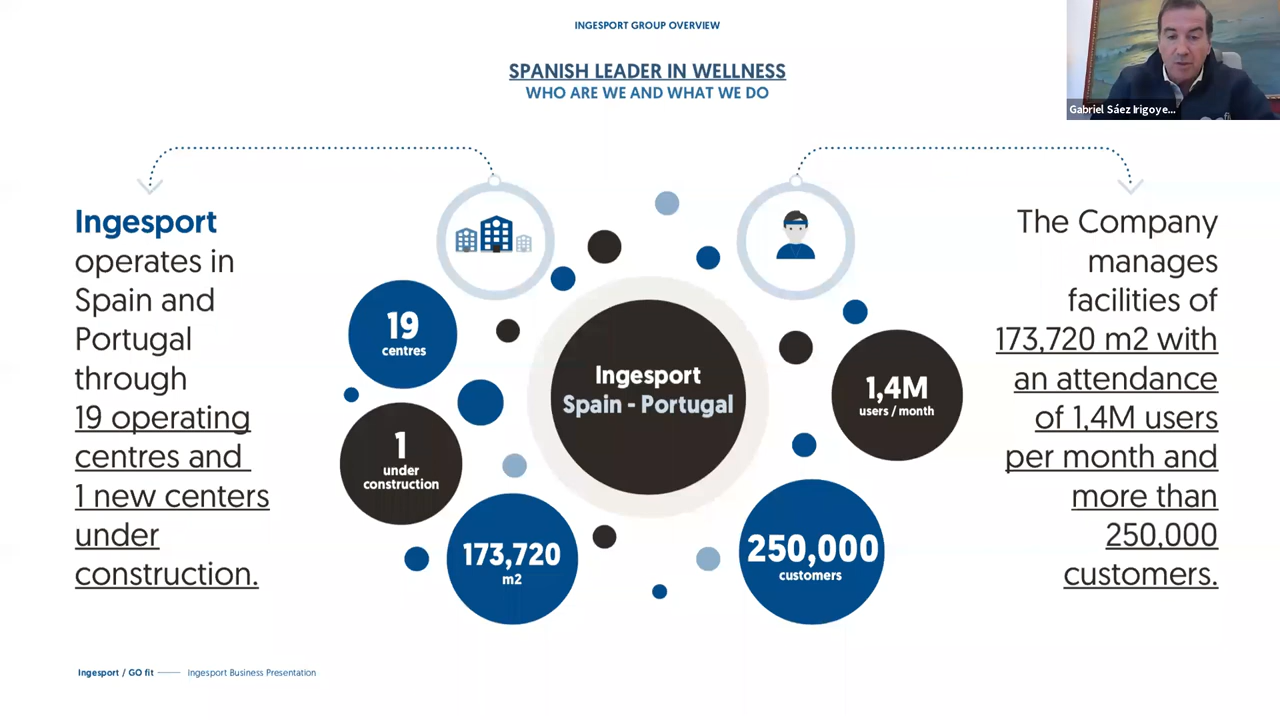 INGESPORT GROUP OVERVIEW
SPANISH LEADER IN WELLNESS
WHO ARE WE AND WHAT WE DO
Gabriel Sáez Irigoye...
Ingesport
operates in
Spain and
Portugal
through
19 operating
centres and
1 new centers
under
construction.
19
centres
1
under
construction
173,720
m2
Ingesport
Spain - Portugal
1,4M
users / month
250,000
customers
The Company
manages
facilities of
173,720 m2 with
an attendance
of 1,4M users
per month and
more than
250,000
customers.
Ingesport / GO fit
Ingesport Business Presentation